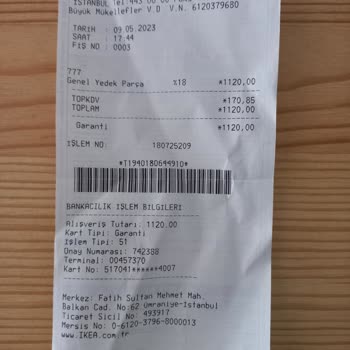 İSTANBUL Tel:443 00 00
Büyük Mükellefler V D V.N. 6120379680
TARİH : 09.05.2023
SAAT : 17:44
FİŞ NO : 0003
777
Genel Yedek Parça %18 *1120,00
TOPKDV *170,85
TOPLAM *1120,00
Garanti *1120,00
İŞLEM NO: 180725209
*T1940180644910*
BANKACILIK İŞLEM BİLGİLERİ
Alışveriş Tutarı: 1120.00
Kart Tipi: Garanti
İşlem Tipi: 51
Onay Numarası: 742388
Terminal: 00457370
Kart No: 517041******4007
Merkez: Fatih Sultan Mehmet Mah.
Balkan Cad. No:62 Ümraniye-İstanbul
Ticaret Sicil No: 493917
Mersis No: 0-6120-3796-8000013
www.IKEA.com.tr